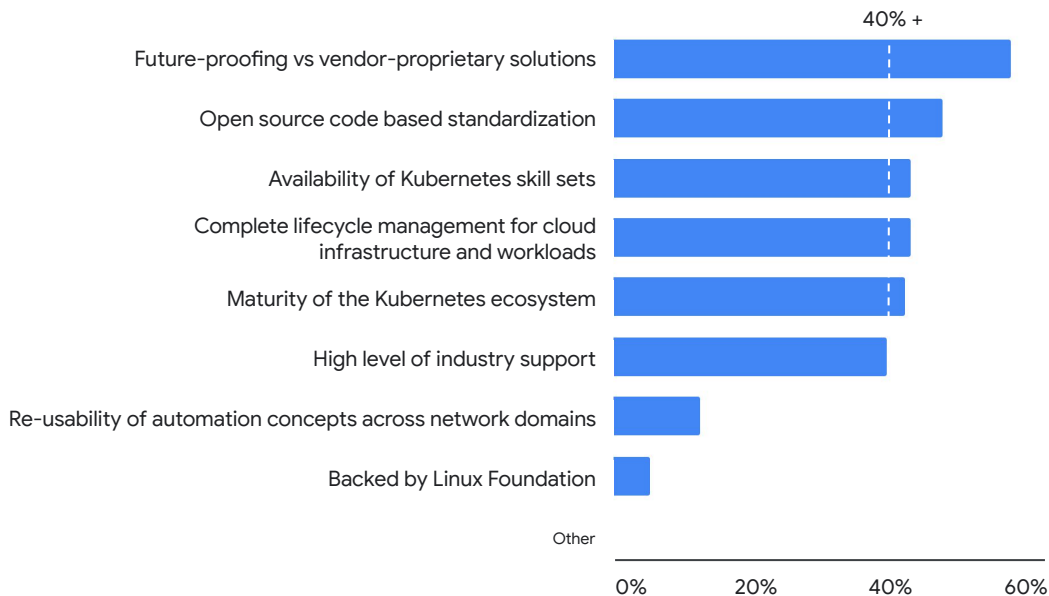 40% +
Future-proofing vs vendor-proprietary solutions
Open source code based standardization
Availability of Kubernetes skill sets
Complete lifecycle management for cloud
infrastructure and workloads
Maturity of the Kubernetes ecosystem
High level of industry support
Re-usability of automation concepts across network domains
Backed by Linux Foundation
Other
0% 20% 40% 60%